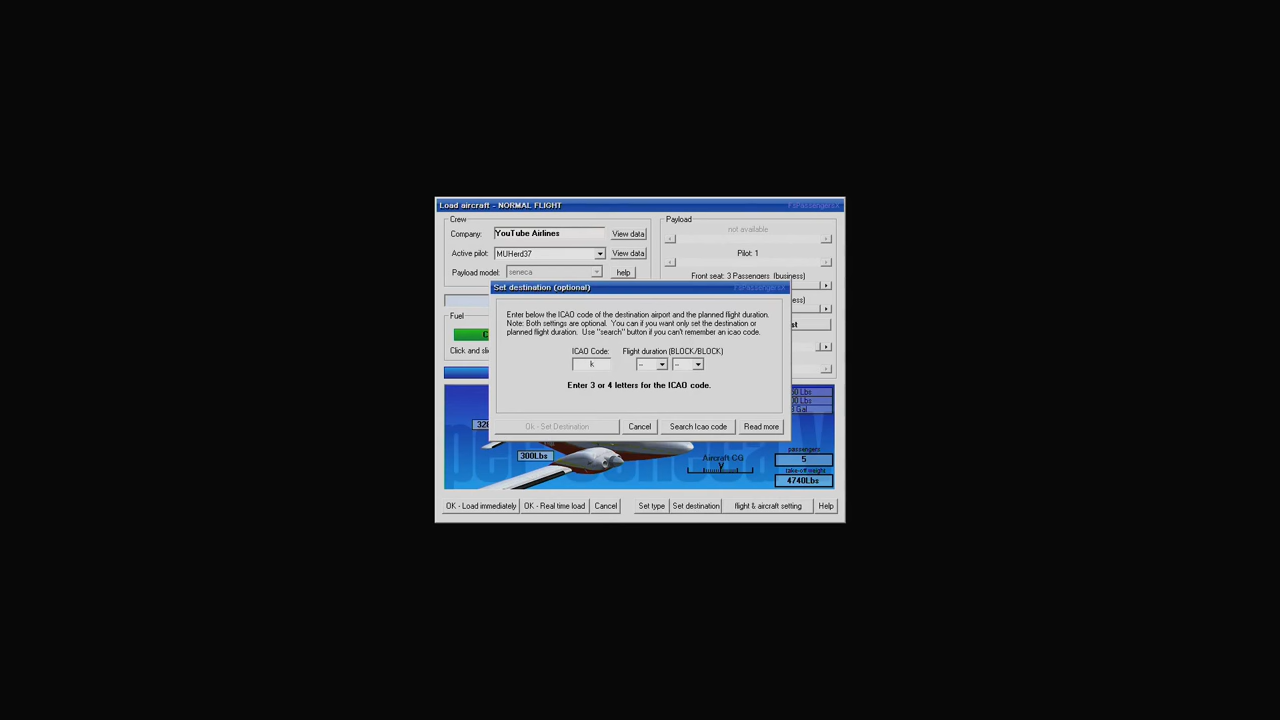 Load aircraft - NORMAL FLIGHT
FsPassengersX
Crew
Company:
YouTube Airlines
View data
Active pilot:
MUHerd37
View data
Payload model:
seneca
help
Payload
not available
Pilot: 1
Front seat: 3 Passengers (business)
Fuel
Click and sli
Set destination (optional)
FsPassengersX
Enter below the ICAO code of the destination airport and the planned flight duration.
Note: Both settings are optional. You can if you want only set the destination or
planned flight duration. Use "search" button if you can't remember an icao code.
ICAO Code:
Flight duration (BLOCK/BLOCK)
k
--
--
Enter 3 or 4 letters for the ICAO code.
Ok - Set Destination
Cancel
Search Icao code
Read more
300Lbs
Aircraft CG
passengers
5
take-off weight
4740Lbs
OK - Load immediately
OK - Real time load
Cancel
Set type
Set destination
flight & aircraft setting
Help